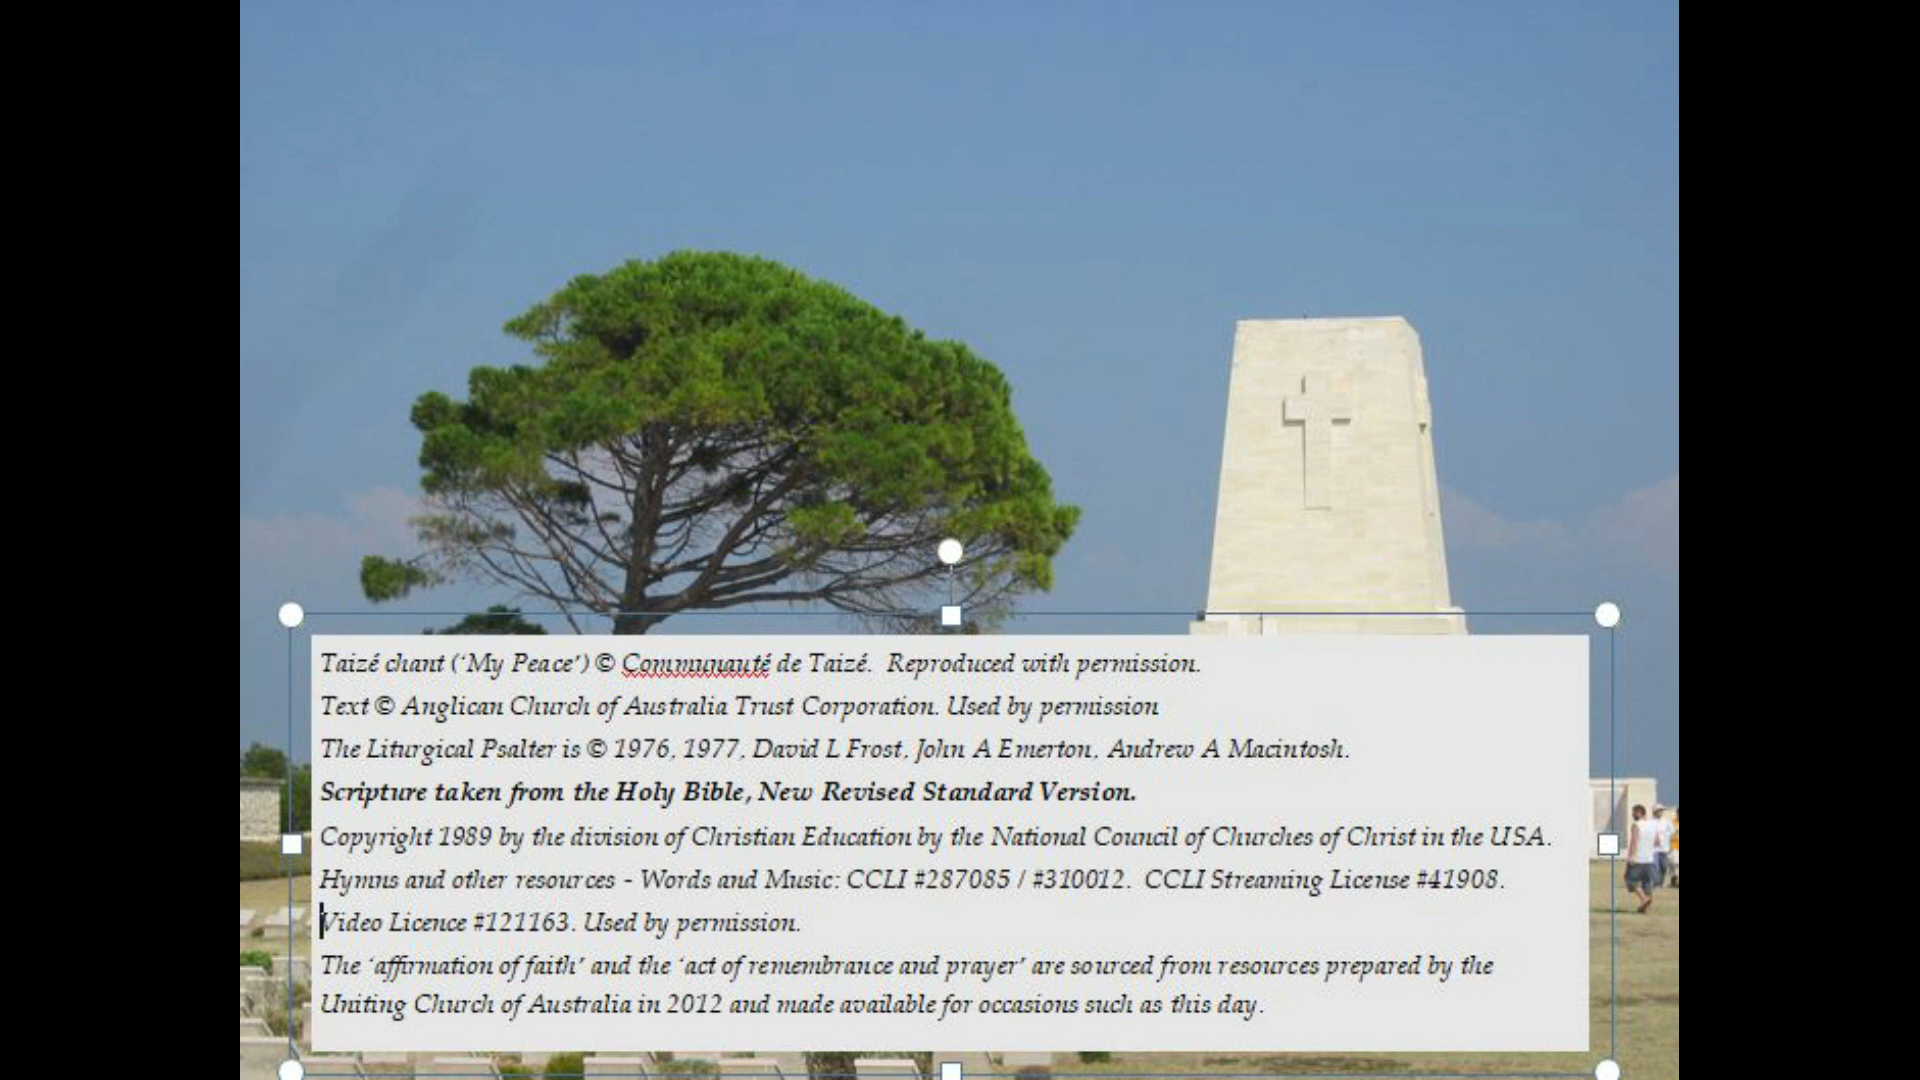 Taizé chant (‘My Peace’) © Communauté de Taizé.  Reproduced with permission.
Text © Anglican Church of Australia Trust Corporation. Used by permission
The Liturgical Psalter is © 1976, 1977, David L Frost, John A Emerton, Andrew A Macintosh.
Scripture taken from the Holy Bible, New Revised Standard Version.
Copyright 1989 by the division of Christian Education by the National Council of Churches of Christ in the USA.
Hymns and other resources - Words and Music: CCLI #287085 / #310012.  CCLI Streaming License #41908.
Video Licence #121163. Used by permission.
The ‘affirmation of faith’ and the ‘act of remembrance and prayer’ are sourced from resources prepared by the
Uniting Church of Australia in 2012 and made available for occasions such as this day.